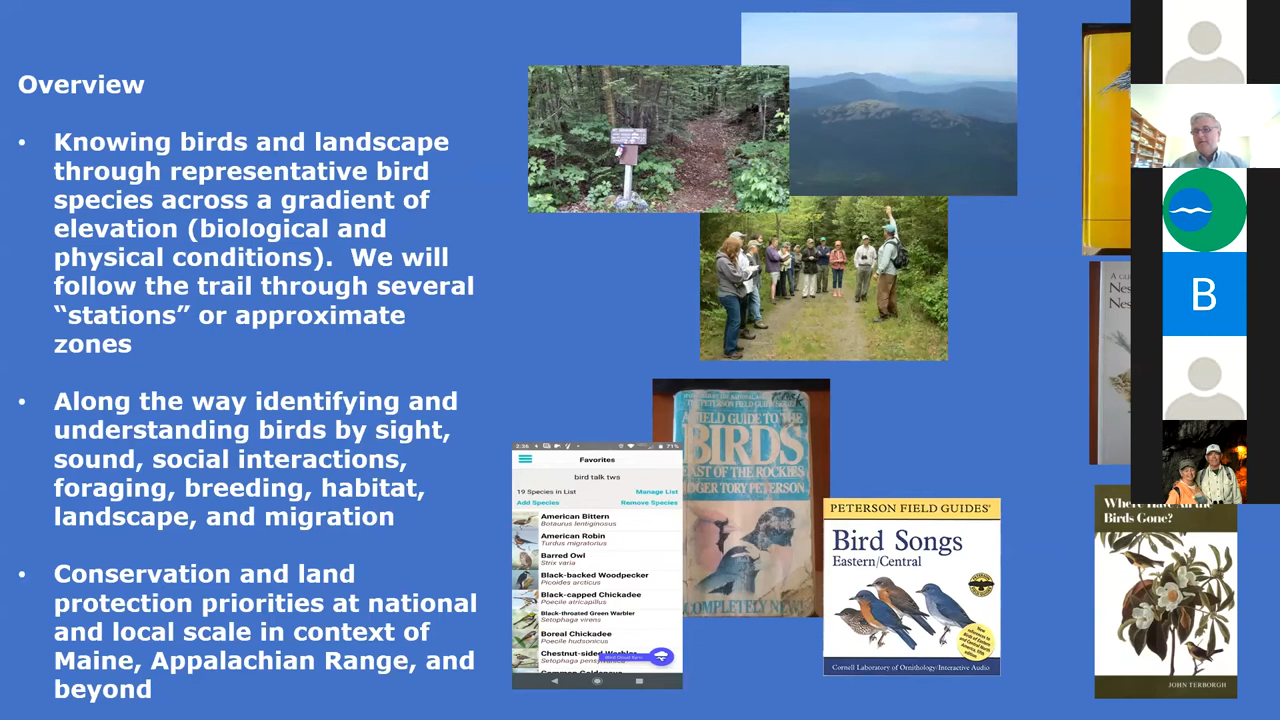 Overview
• Knowing birds and landscape
through representative bird
species across a gradient of
elevation (biological and
physical conditions).  We will
follow the trail through several
“stations” or approximate
zones
• Along the way identifying and
understanding birds by sight,
sound, social interactions,
foraging, breeding, habitat,
landscape, and migration
• Conservation and land
protection priorities at national
and local scale in context of
Maine, Appalachian Range, and
beyond
A FIELD GUIDE TO THE
BIRDS
EAST OF THE ROCKIES
ROGER TORY PETERSON
COMPLETELY NEW
2:36
71%
Favorites
bird talk two
19 Species in List
Manage List
Add Species
Remove Species
American Bittern
Botaurus lentiginosus
American Robin
Turdus migratorius
Barred Owl
Strix varia
Black-backed Woodpecker
Picoides arcticus
Black-capped Chickadee
Poecile atricapillus
Black-throated Green Warbler
Setophaga virens
Boreal Chickadee
Poecile hudsonicus
Chestnut-sided Warbler
Setophaga pensylvanica
PETERSON FIELD GUIDES®
Bird Songs
Eastern/Central
Cornell Laboratory of Ornithology/Interactive Audio
B
Where Have All the
Birds Gone?
JOHN TERBORGH